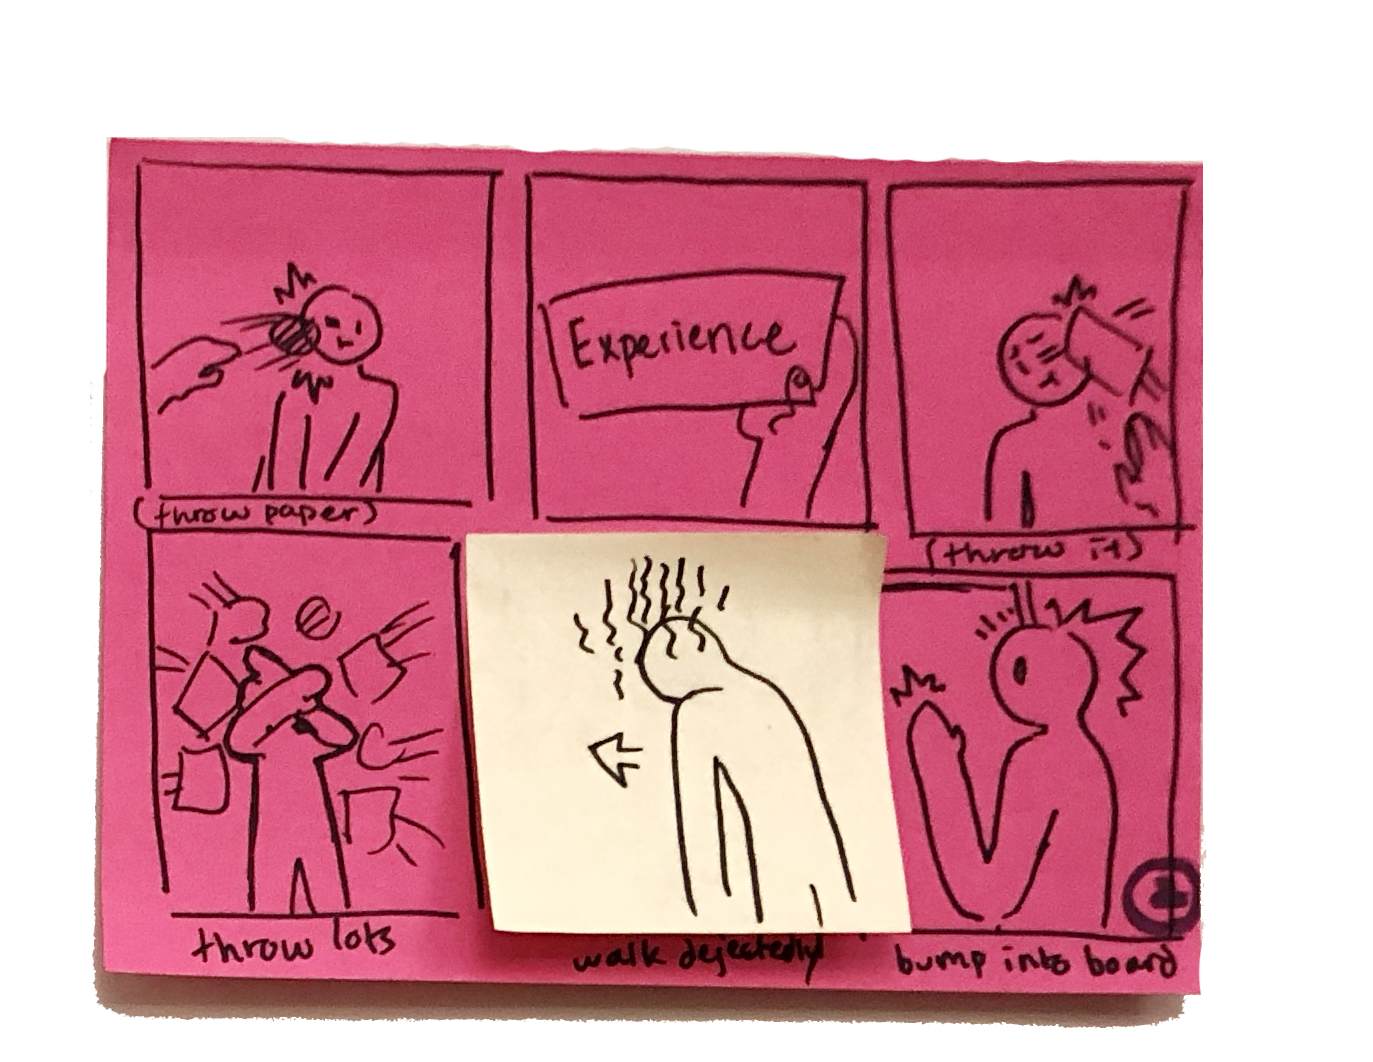 Experience
(throw paper)
(throw it)
throw lots
walk dejectedly
bump into board